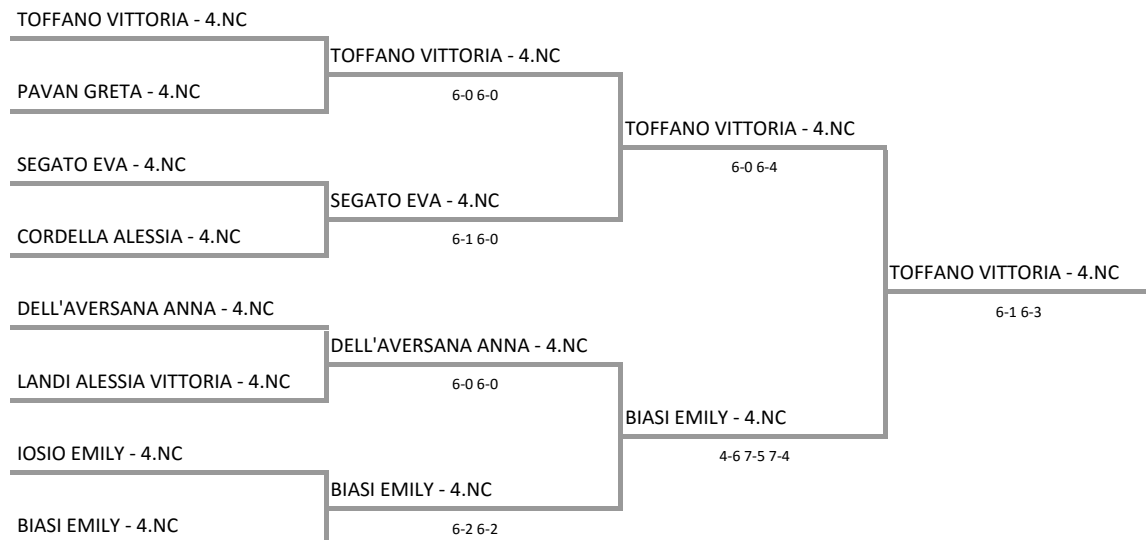 TOFFANO VITTORIA - 4.NC
TOFFANO VITTORIA - 4.NC
PAVAN GRETA - 4.NC
6-0 6-0
TOFFANO VITTORIA - 4.NC
SEGATO EVA - 4.NC
6-0 6-4
SEGATO EVA - 4.NC
CORDELLA ALESSIA - 4.NC
6-1 6-0
TOFFANO VITTORIA - 4.NC
DELL'AVERSANA ANNA - 4.NC
6-1 6-3
DELL'AVERSANA ANNA - 4.NC
LANDI ALESSIA VITTORIA - 4.NC
6-0 6-0
BIASI EMILY - 4.NC
IOSIO EMILY - 4.NC
4-6 7-5 7-4
BIASI EMILY - 4.NC
BIASI EMILY - 4.NC
6-2 6-2